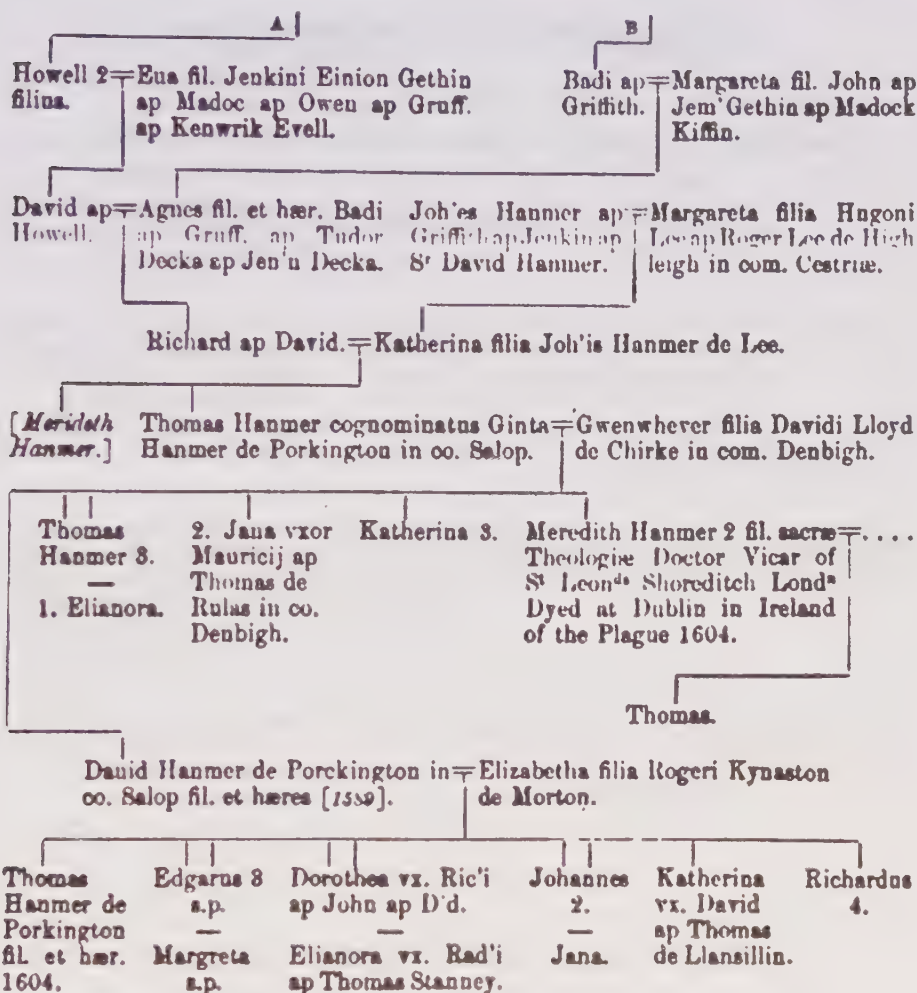 A
B
Howell 2 filius.
Eua fil. Jenkini Einion Gethin
ap Madoc ap Owen ap Gruff.
ap Kenwrik Evell.
Badi ap
Griffith.
Margareta fil. John ap
Jem' Gethin ap Madock
Kiffin.
David ap
Howell.
Agnes fil. et hær. Badi
ap Gruff. ap Tudor
Decka ap Jen'n Decka.
Joh'es Hanmer ap
Griffith ap Jenkin ap
Sr David Hanmer.
Margareta filia Hugoni
Lee ap Roger Lee de High
leigh in com. Cestriæ.
Richard ap David.
Katherina filia Joh'is Hanmer de Lee.
[Merideth
Hanmer.]
Thomas Hanmer cognominatus Ginta
Hanmer de Porkington in co. Salop.
Gwenwhever filia Davidi Lloyd
de Chirke in com. Denbigh.
Thomas
Hanmer 3.
—
1. Elianora.
2. Jana vxor
Mauricij ap
Thomas de
Rulas in co.
Denbigh.
Katherina 3.
Meredith Hanmer 2 fil. sacræ
Theologiæ Doctor Vicar of
St Leonds Shoreditch Londn
Dyed at Dublin in Ireland
of the Plague 1604.
. . . .
Thomas.
Dauid Hanmer de Porckington in
co. Salop fil. et hæres [1589].
Elizabetha filia Rogeri Kynaston
de Morton.
Thomas
Hanmer de
Porkington
fil. et hær.
1604.
Edgarus 3
s.p.
—
Margreta
s.p.
Dorothea vx. Ric'i
ap John ap D'd.
—
Elianora vx. Rad'i
ap Thomas Stanney.
Johannes
2.
—
Jana.
Katherina
vx. David
ap Thomas
de Llansillin.
Richardus
4.